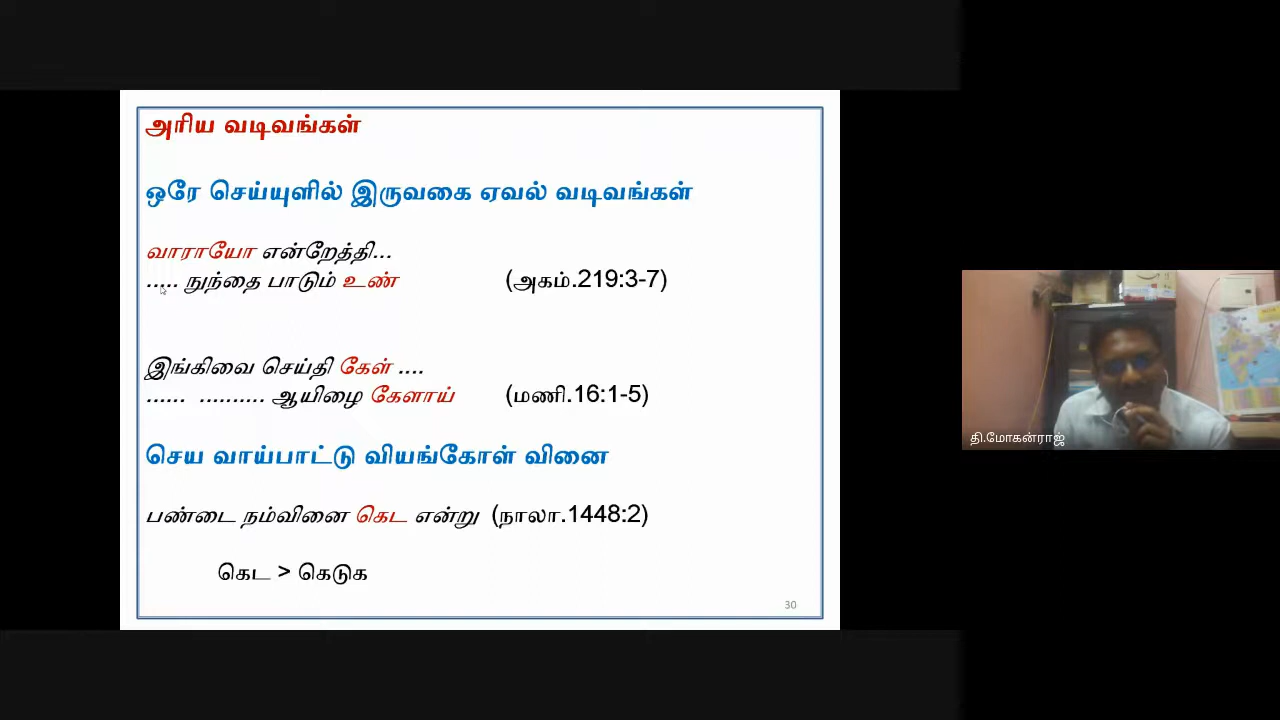 அரிய வடிவங்கள்
ஒரே செய்யுளில் இருவகை ஏவல் வடிவங்கள்
வாராயோ என்றேத்தி...
..... நுந்தை பாடும் உண் (அகம்.219:3-7)
இங்கிவை செய்தி கேள் ....
...... .......... ஆயிழை கேளாய் (மணி.16:1-5)
செய வாய்பாட்டு வியங்கோள் வினை
பண்டை நம்வினை கெட என்று (நாலா.1448:2)
கெட > கெடுக
30
தி.மோகன்ராஜ்